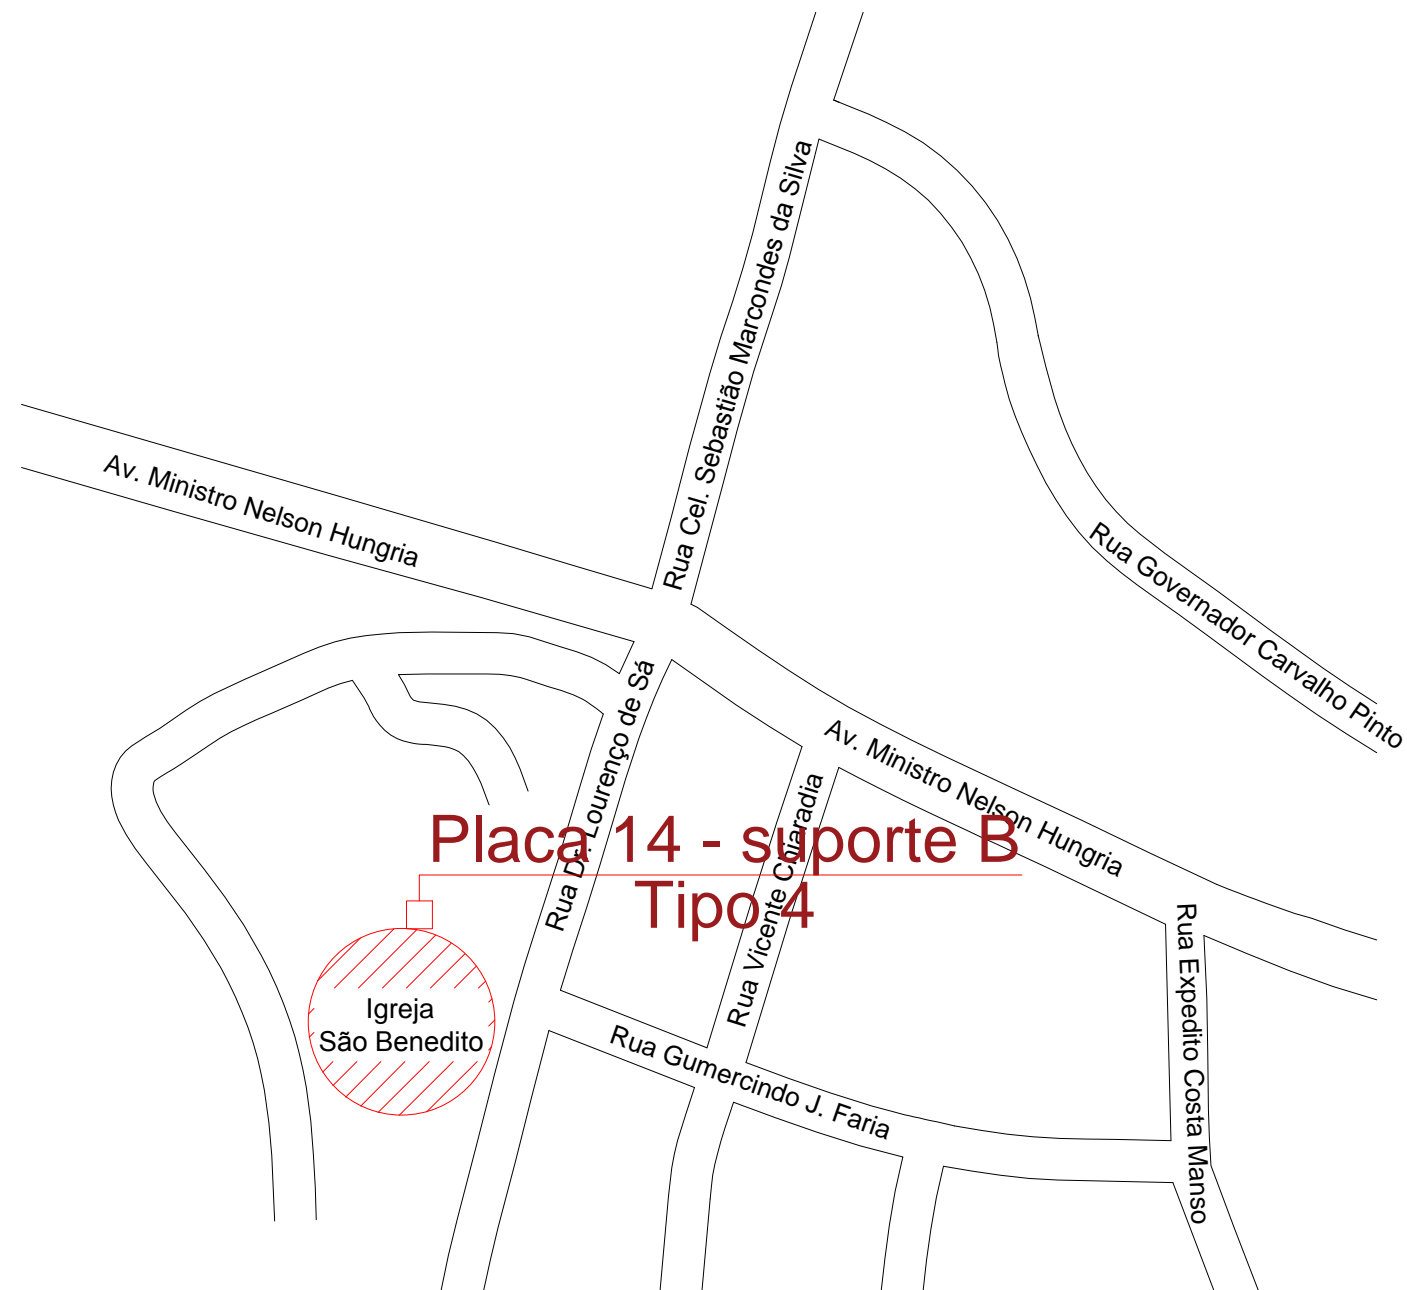 Rua Cel. Sebastião Marcondes da Silva
Av. Ministro Nelson Hungria
Rua Governador Carvalho Pinto
Rua Dr. Lourenço de Sá
Av. Ministro Nelson Hungria
Rua Vicente Chiaradia
Placa 14 - suporte B
Tipo 4
Rua Expedito Costa Manso
Igreja
São Benedito
Rua Gumercindo J. Faria